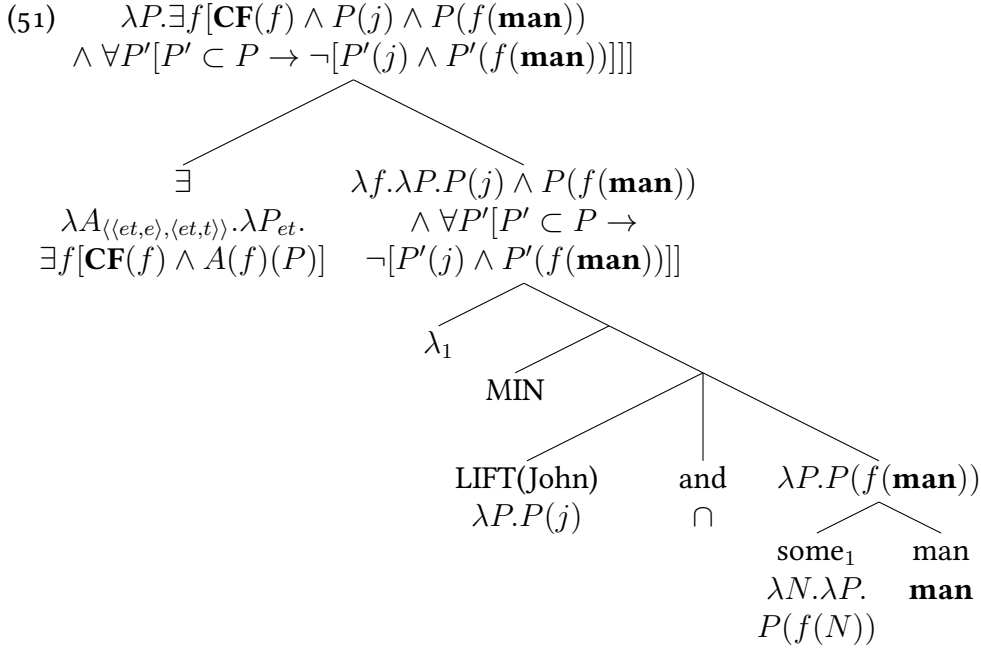 (51) λP.∃f[CF(f) ∧ P(j) ∧ P(f(man))
∧ ∀P′[P′ ⊂ P → ¬[P′(j) ∧ P′(f(man))]]]
∃ λf.λP.P(j) ∧ P(f(man))
λA⟨⟨et,e⟩,⟨et,t⟩⟩.λPet. ∧ ∀P′[P′ ⊂ P →
∃f[CF(f) ∧ A(f)(P)] ¬[P′(j) ∧ P′(f(man))]]
λ1
MIN
LIFT(John) and λP.P(f(man))
λP.P(j) ∩
some1 man
λN.λP. man
P(f(N))